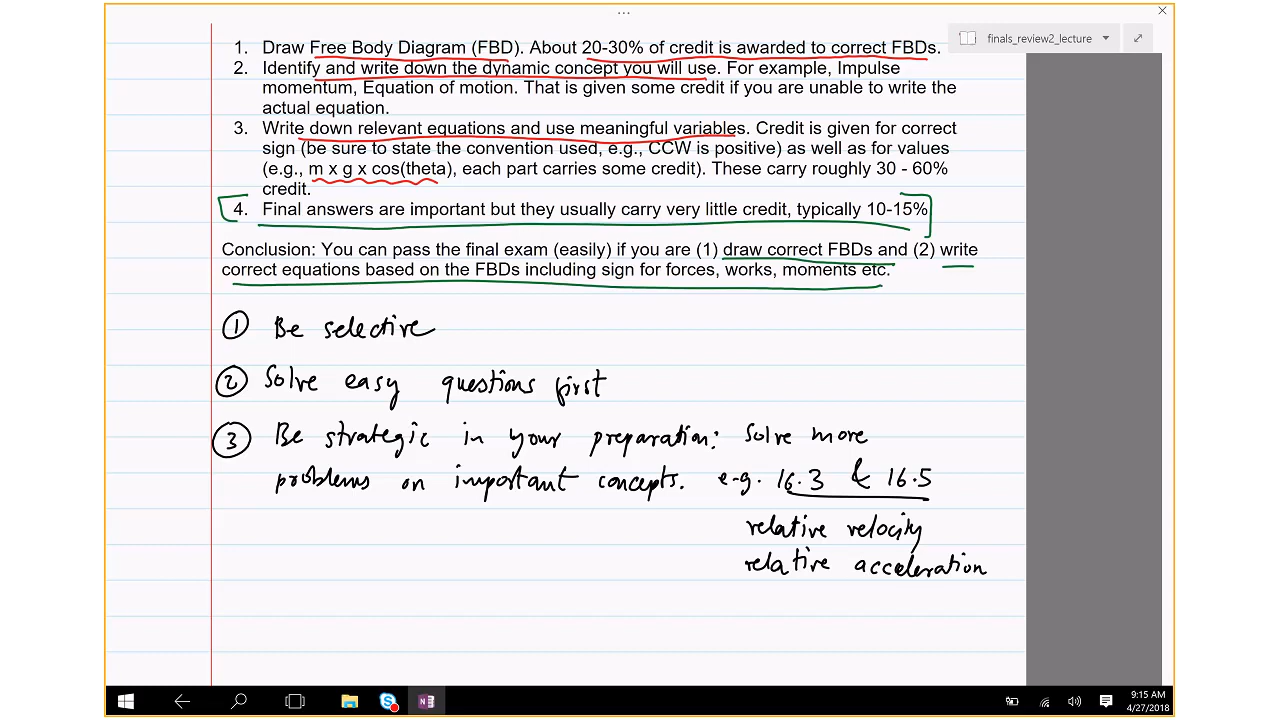 finals_review2_lecture
1. Draw Free Body Diagram (FBD). About 20-30% of credit is awarded to correct FBDs.
2. Identify and write down the dynamic concept you will use. For example, Impulse
momentum, Equation of motion. That is given some credit if you are unable to write the
actual equation.
3. Write down relevant equations and use meaningful variables. Credit is given for correct
sign (be sure to state the convention used, e.g., CCW is positive) as well as for values
(e.g., m x g x cos(theta), each part carries some credit). These carry roughly 30 - 60%
credit.
4. Final answers are important but they usually carry very little credit, typically 10-15%
Conclusion: You can pass the final exam (easily) if you are (1) draw correct FBDs and (2) write
correct equations based on the FBDs including sign for forces, works, moments etc.
1 Be selective
2 Solve easy questions first
3 Be strategic in your preparation: Solve more
problems on important concepts. e.g. 16.3 & 16.5
relative velocity
relative acceleration
9:15 AM
4/27/2018